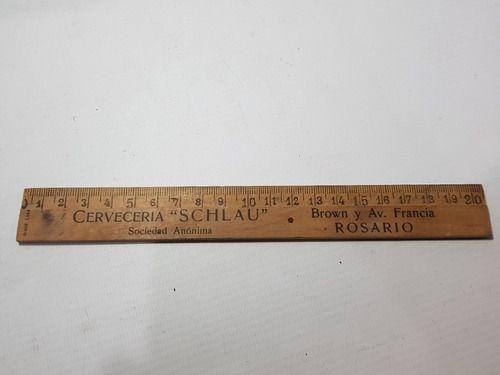 0 1 2 3 4 5 6 7 8 9 10 11 12 13 14 15 16 17 18 19 20
CERVECERIA "SCHLAU" • Brown y Av. Francia
Sociedad Anónima ROSARIO